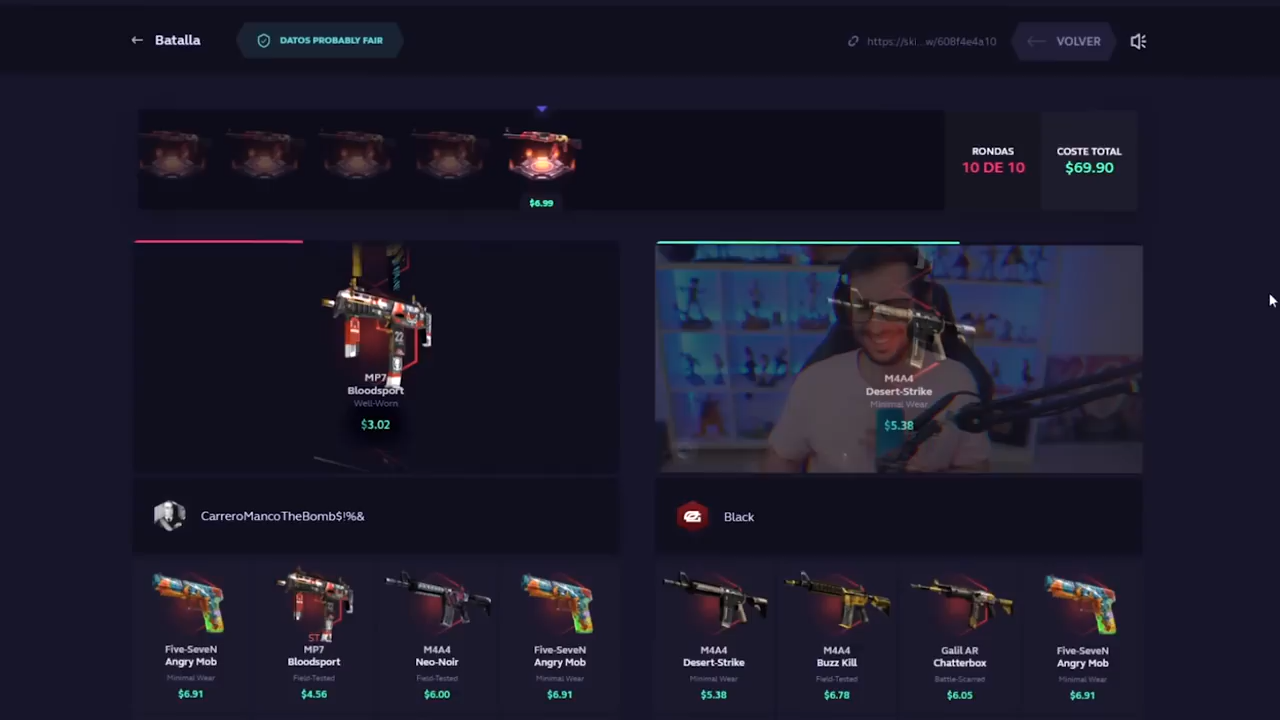 Batalla
DATOS PROBABLY FAIR
https://ski...w/608f4e4a10
VOLVER
RONDAS
10 DE 10
COSTE TOTAL
$69.90
$6.99
MP7
Bloodsport
Well-Worn
$3.02
M4A4
Desert-Strike
Minimal Wear
$5.38
CarreroMancoTheBomb$!%&
Black
Five-SeveN
Angry Mob
Minimal Wear
$6.91
MP7
Bloodsport
Field-Tested
$4.56
M4A4
Neo-Noir
Field-Tested
$6.00
Five-SeveN
Angry Mob
Minimal Wear
$6.91
M4A4
Desert-Strike
Minimal Wear
$5.38
M4A4
Buzz Kill
Field-Tested
$6.78
Galil AR
Chatterbox
Battle-Scarred
$6.05
Five-SeveN
Angry Mob
Minimal Wear
$6.91